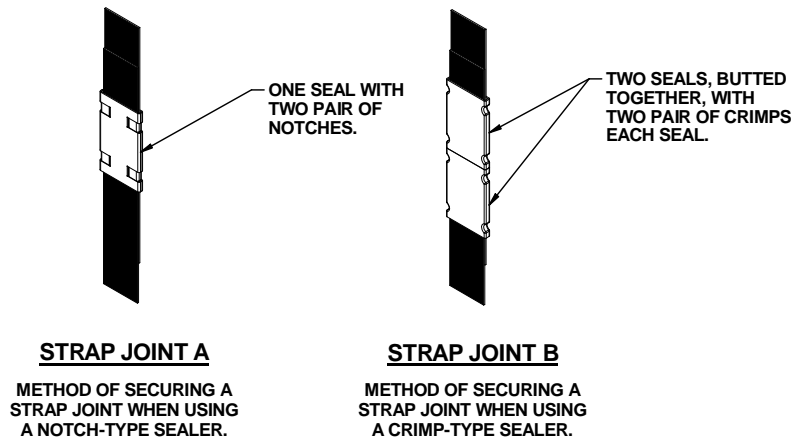 ONE SEAL WITH
TWO PAIR OF
NOTCHES.
TWO SEALS, BUTTED
TOGETHER, WITH
TWO PAIR OF CRIMPS
EACH SEAL.
STRAP JOINT A
METHOD OF SECURING A
STRAP JOINT WHEN USING
A NOTCH-TYPE SEALER.
STRAP JOINT B
METHOD OF SECURING A
STRAP JOINT WHEN USING
A CRIMP-TYPE SEALER.